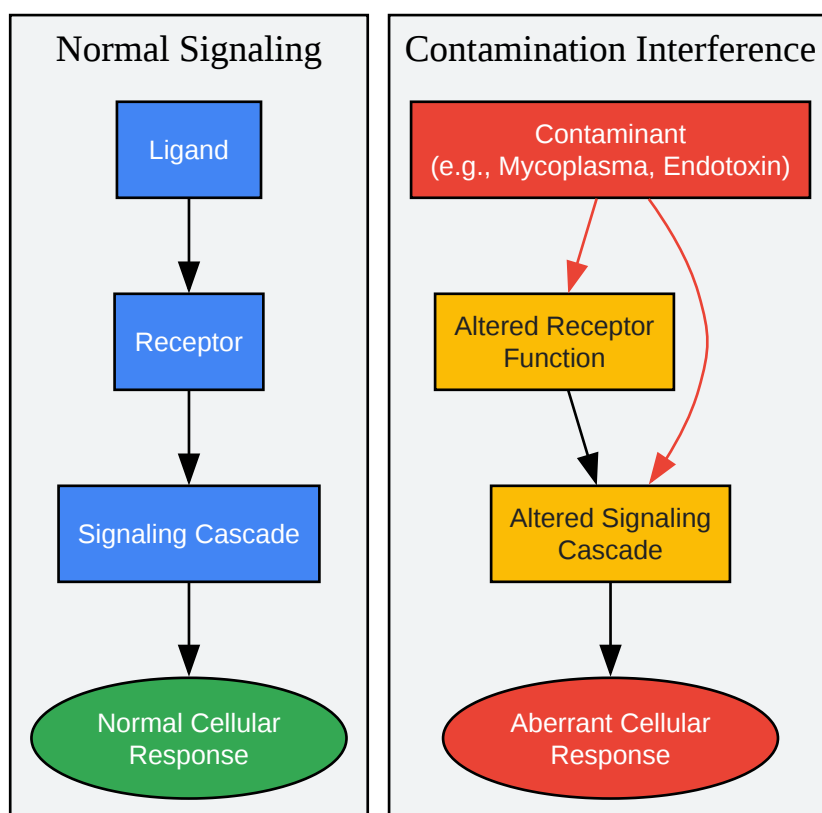 Normal Signaling
Ligand
Receptor
Signaling Cascade
Normal Cellular
Response
Contamination Interference
Contaminant
(e.g., Mycoplasma, Endotoxin)
Altered Receptor
Function
Altered Signaling
Cascade
Aberrant Cellular
Response